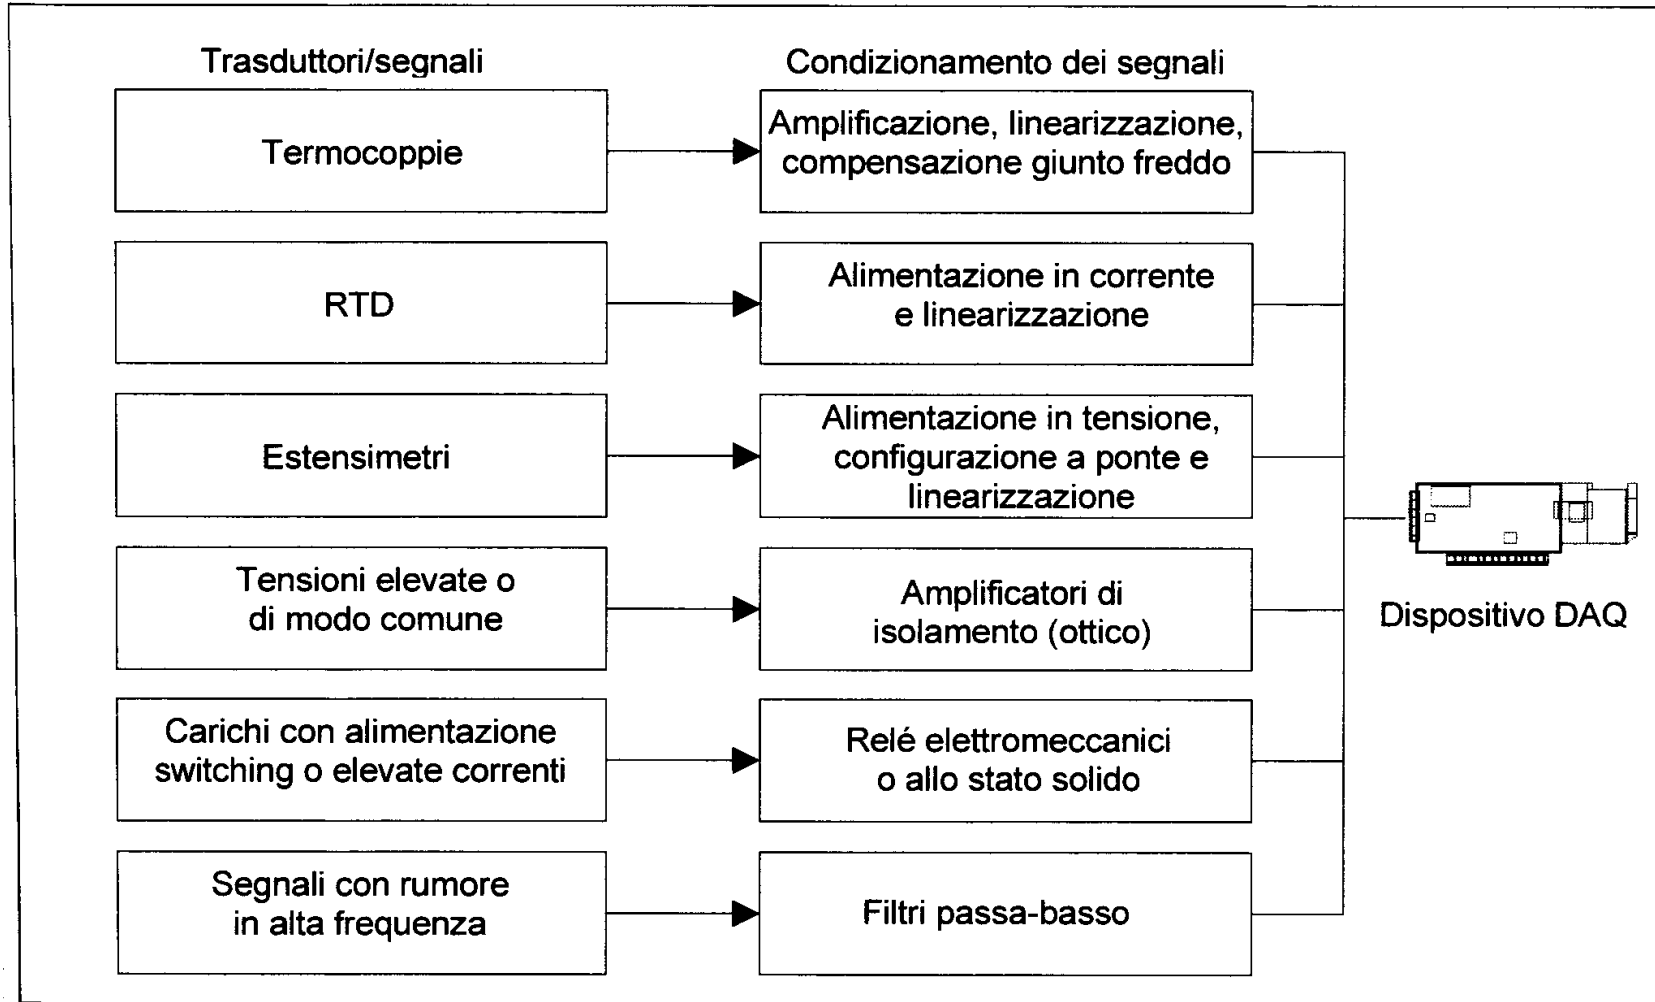 Trasduttori/segnali
Condizionamento dei segnali
Termocoppie
Amplificazione, linearizzazione,
compensazione giunto freddo
RTD
Alimentazione in corrente
e linearizzazione
Estensimetri
Alimentazione in tensione,
configurazione a ponte e
linearizzazione
Tensioni elevate o
di modo comune
Amplificatori di
isolamento (ottico)
Carichi con alimentazione
switching o elevate correnti
Relé elettromeccanici
o allo stato solido
Segnali con rumore
in alta frequenza
Filtri passa-basso
Dispositivo DAQ